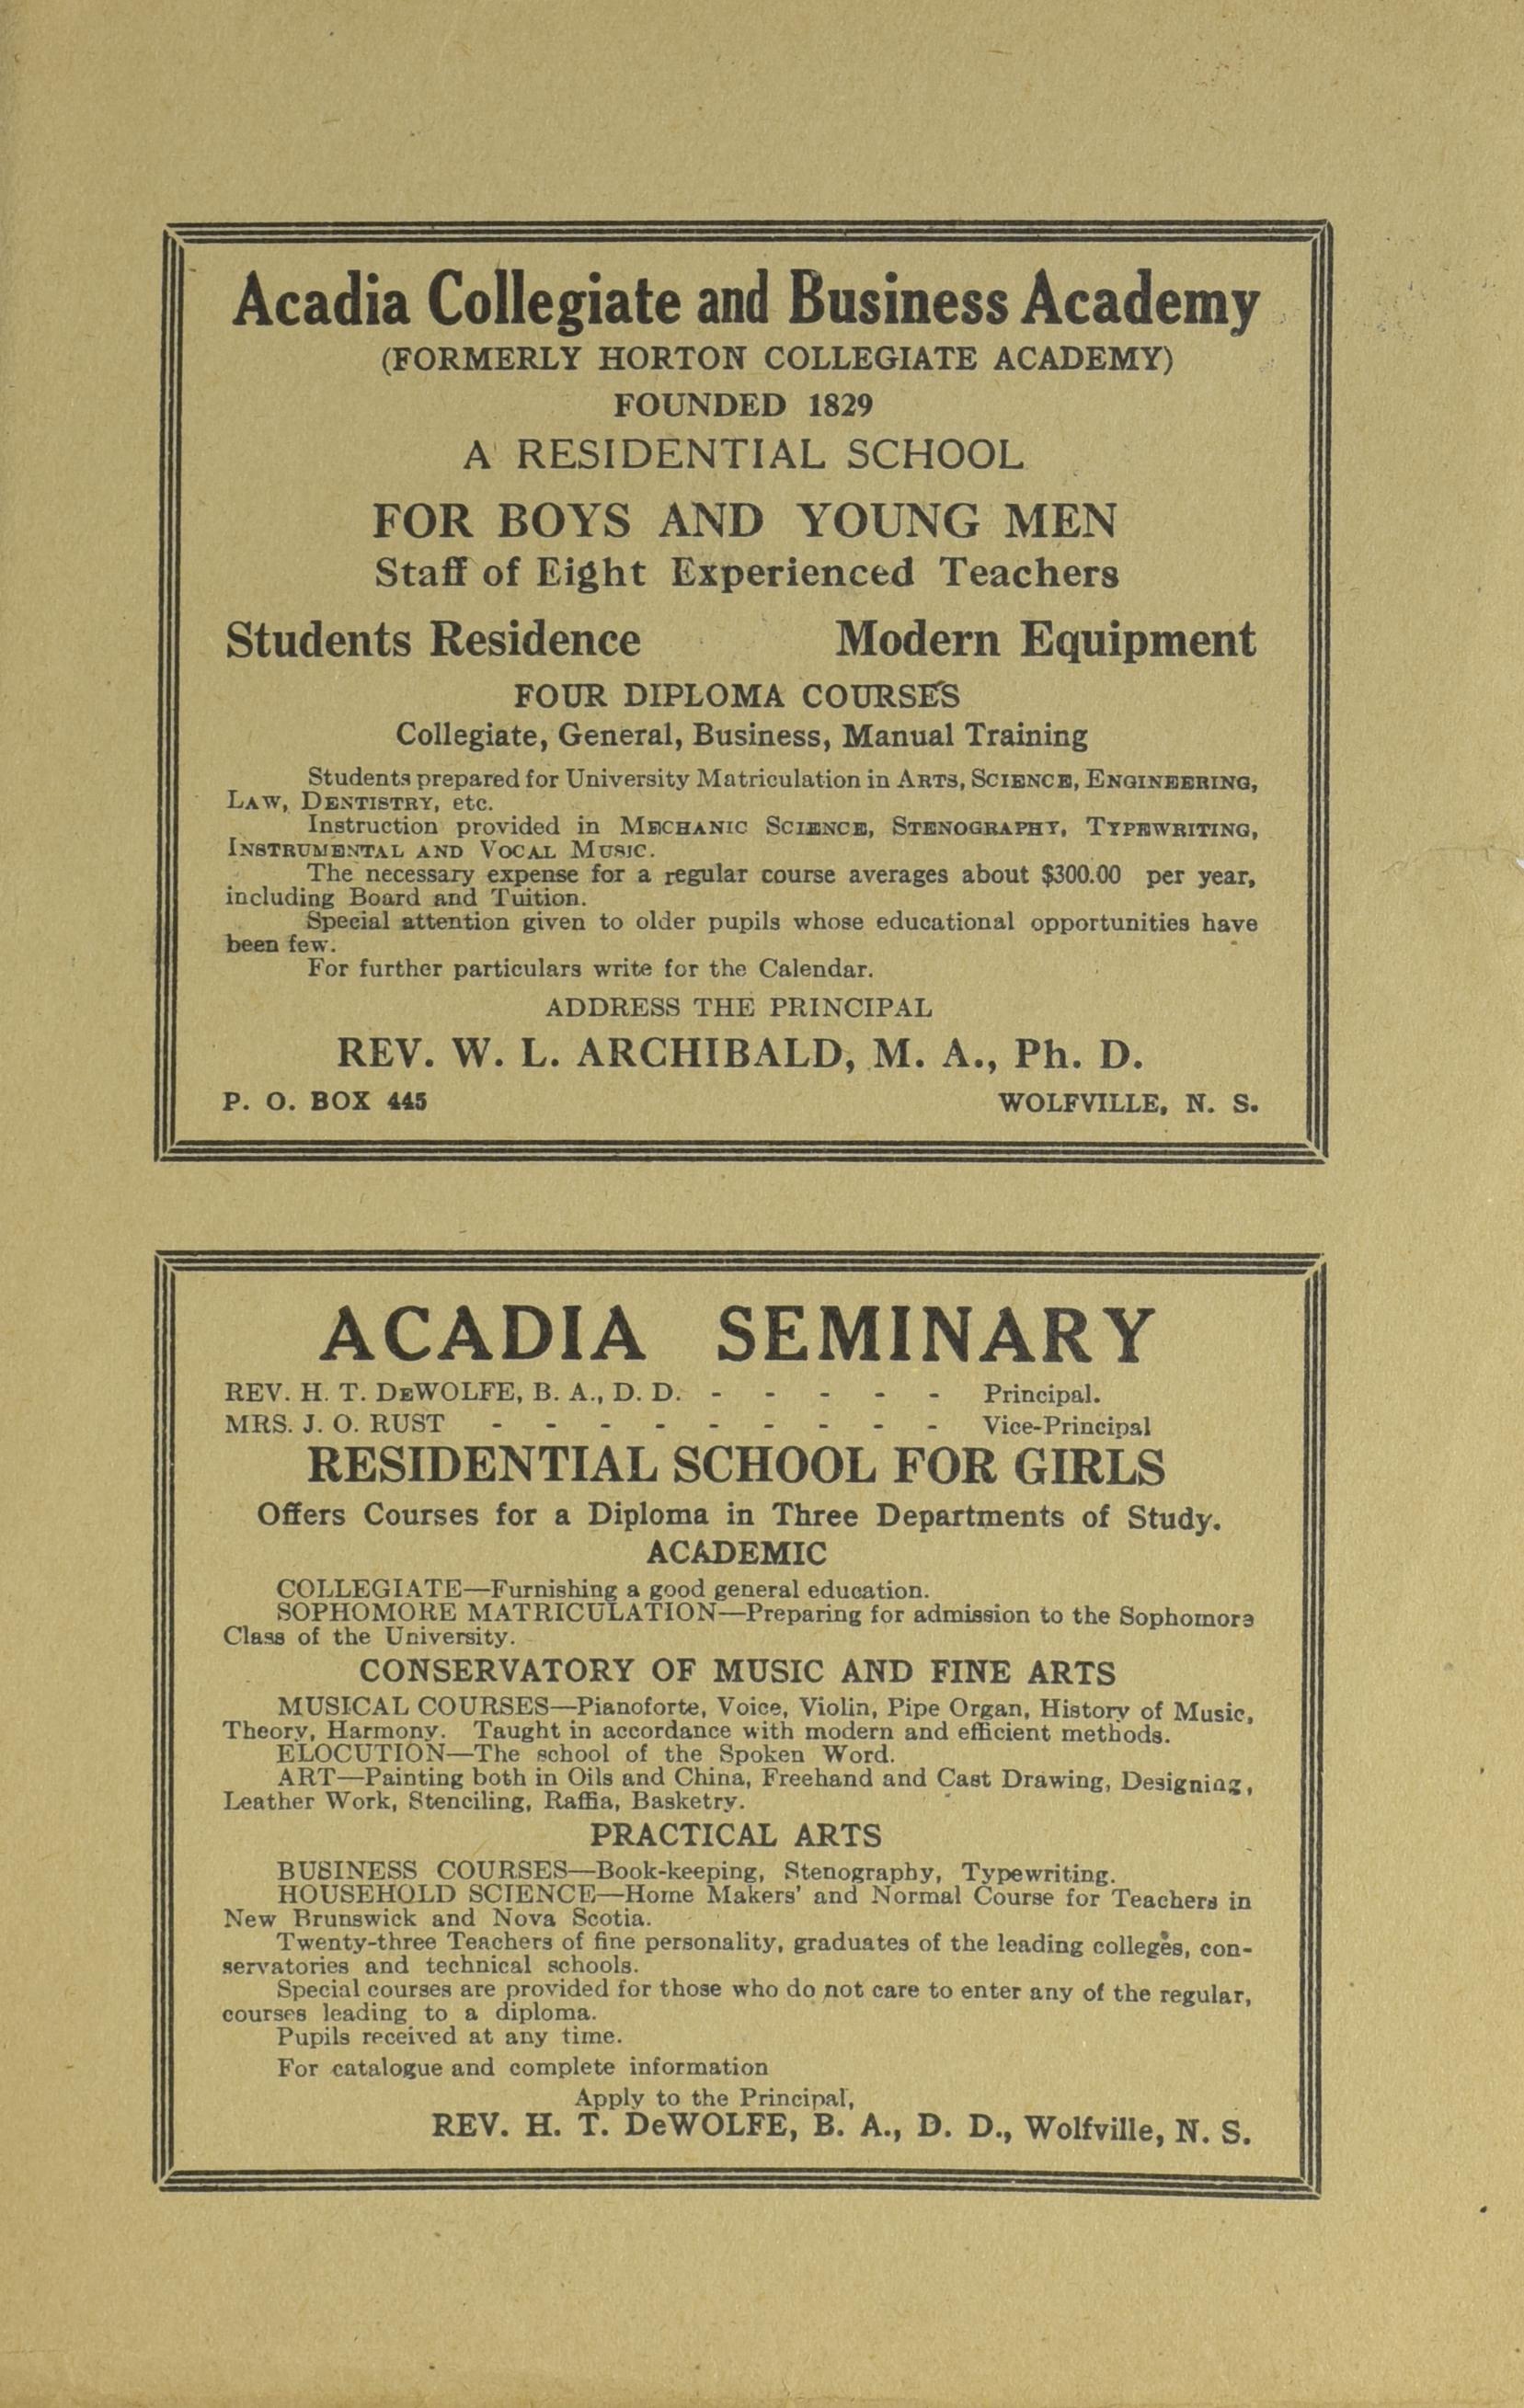 Acadia Collegiate and Business Academy
(FORMERLY HORTON COLLEGIATE ACADEMY)
FOUNDED 1829
A RESIDENTIAL SCHOOL
FOR BOYS AND YOUNG MEN
Staff of Eight Experienced Teachers
Students Residence Modern Equipment
FOUR DIPLOMA COURSES
Collegiate, General, Business, Manual Training
Students prepared for University Matriculation in ARTS, SCIENCE, ENGINEERING,
LAW, DENTISTRY, etc.
Instruction provided in MECHANIC SCIENCE, STENOGRAPHY, TYPEWRITING,
INSTRUMENTAL AND VOCAL MUSIC.
The necessary expense for a regular course averages about $300.00 per year,
including Board and Tuition.
Special attention given to older pupils whose educational opportunities have
been few.
For further particulars write for the Calendar.
ADDRESS THE PRINCIPAL
REV. W. L. ARCHIBALD, M. A., Ph. D.
P. O. BOX 445 WOLFVILLE, N. S.
ACADIA SEMINARY
REV. H. T. DEWOLFE, B. A., D. D. - - - - - Principal.
MRS. J. O. RUST - - - - - - - - - Vice-Principal
RESIDENTIAL SCHOOL FOR GIRLS
Offers Courses for a Diploma in Three Departments of Study.
ACADEMIC
COLLEGIATE—Furnishing a good general education.
SOPHOMORE MATRICULATION—Preparing for admission to the Sophomore
Class of the University.
CONSERVATORY OF MUSIC AND FINE ARTS
MUSICAL COURSES—Pianoforte, Voice, Violin, Pipe Organ, History of Music,
Theory, Harmony. Taught in accordance with modern and efficient methods.
ELOCUTION—The school of the Spoken Word.
ART—Painting both in Oils and China, Freehand and Cast Drawing, Designing,
Leather Work, Stenciling, Raffia, Basketry.
PRACTICAL ARTS
BUSINESS COURSES—Book-keeping, Stenography, Typewriting.
HOUSEHOLD SCIENCE—Home Makers' and Normal Course for Teachers in
New Brunswick and Nova Scotia.
Twenty-three Teachers of fine personality, graduates of the leading colleges, con-
servatories and technical schools.
Special courses are provided for those who do not care to enter any of the regular,
courses leading to a diploma.
Pupils received at any time.
For catalogue and complete information
Apply to the Principal,
REV. H. T. DeWOLFE, B. A., D. D., Wolfville, N. S.